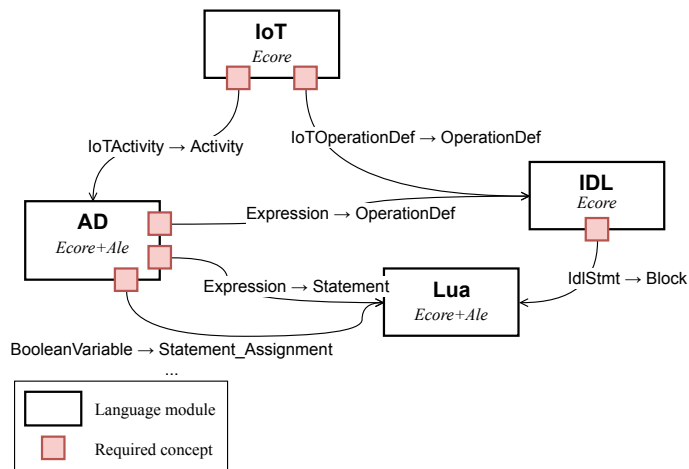 IoT
Ecore
IoTActivity → Activity
IoTOperationDef → OperationDef
IDL
Ecore
AD
Ecore+Ale
Expression → OperationDef
Expression → Statement
IdlStmt → Block
Lua
Ecore+Ale
BooleanVariable → Statement_Assignment
...
Language module
Required concept